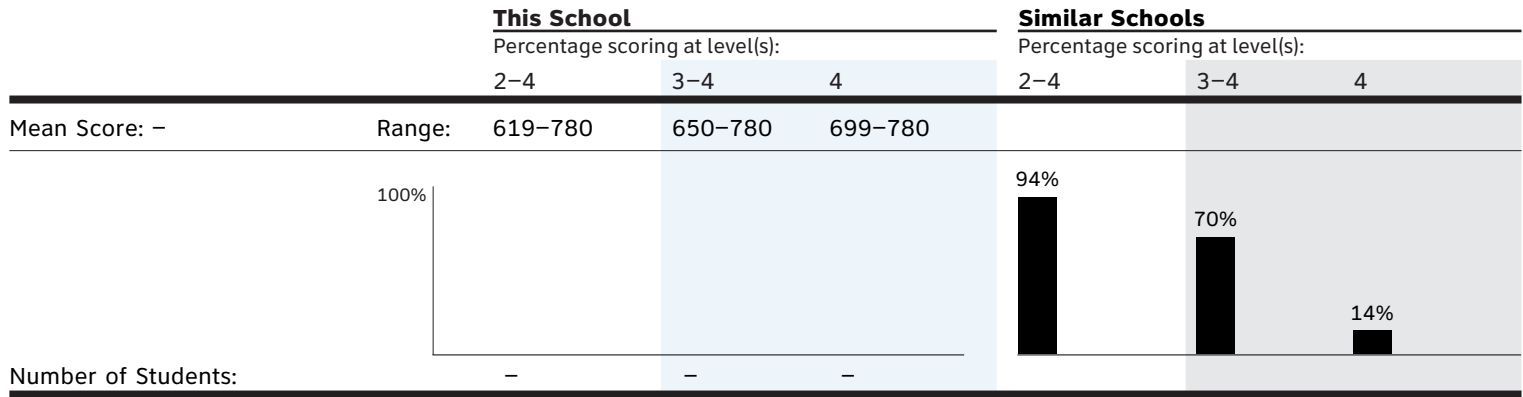 This School Similar Schools
Percentage scoring at level(s): Percentage scoring at level(s):
2–4 3–4 4 2–4 3–4 4
Mean Score: – Range: 619–780 650–780 699–780
94%
100%
70%
14%
Number of Students: – – –